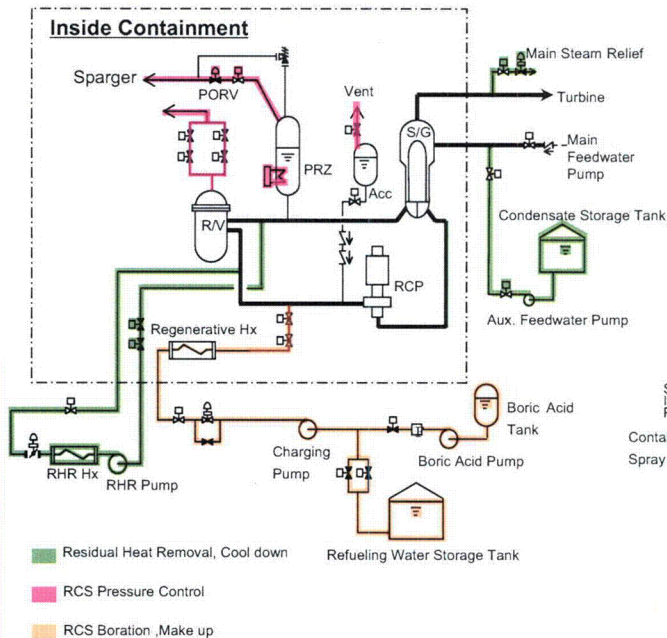 Inside Containment
Main Steam Relief
Sparger
PORV
Vent
Turbine
S/G
Main
Feedwater
Pump
PRZ
Acc
R/V
Condensate Storage Tank
RCP
Regenerative Hx
Aux. Feedwater Pump
Boric Acid
Tank
Conta
Charging
Pump
Boric Acid Pump
Spray
RHR Hx
RHR Pump
Residual Heat Removal, Cool down
Refueling Water Storage Tank
RCS Pressure Control
RCS Boration ,Make up